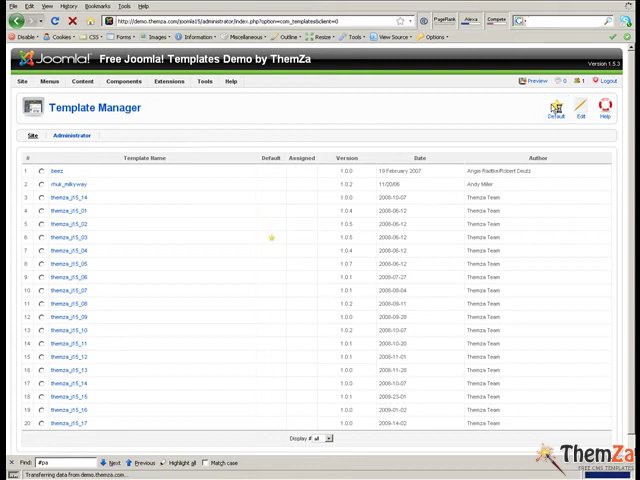 File Edit View History Bookmarks Tools Help
http://demo.themza.com/joomla15/administrator/index.php?option=com_templates&client=0 PageRank Alexa Compete
Disable Cookies CSS Forms Images Information Miscellaneous Outline Resize Tools View Source Options
Joomla! Free Joomla! Templates Demo by ThemZa Version 1.5.3
Site Menus Content Components Extensions Tools Help Preview 0 1 Logout
Template Manager Default Edit Help
Site Administrator
# Template Name Default Assigned Version Date Author
1 beez 1.0.0 19 February 2007 Angie Radtke/Robert Deutz
2 rhuk_milkyway 1.0.2 11/20/06 Andy Miller
3 themza_j15_14 1.0.0 2008-10-07 Themza Team
4 themza_j15_01 1.0.4 2008-06-12 Themza Team
5 themza_j15_02 1.0.5 2008-06-12 Themza Team
6 themza_j15_03 1.0.5 2008-06-12 Themza Team
7 themza_j15_04 1.0.4 2008-06-12 Themza Team
8 themza_j15_05 1.0.7 2008-06-12 Themza Team
9 themza_j15_06 1.0.1 2008-07-27 Themza Team
10 themza_j15_07 1.0.1 2008-08-04 Themza Team
11 themza_j15_08 1.0.2 2008-09-11 Themza Team
12 themza_j15_09 1.0.0 2008-09-28 Themza Team
13 themza_j15_10 1.0.2 2008-10-07 Themza Team
14 themza_j15_11 1.0.1 2008-10-20 Themza Team
15 themza_j15_12 1.0.1 2008-11-01 Themza Team
16 themza_j15_13 1.0.0 2008-11-28 Themza Team
17 themza_j15_14 1.0.0 2008-10-07 Themza Team
18 themza_j15_15 1.0.1 2009-23-01 Themza Team
19 themza_j15_16 1.0.0 2009-01-02 Themza Team
20 themza_j15_17 1.0.0 2009-14-02 Themza Team
Display # all
ThemZa
FREE CMS TEMPLATES
Find: #pa Next Previous Highlight all Match case
Transferring data from demo.themza.com...